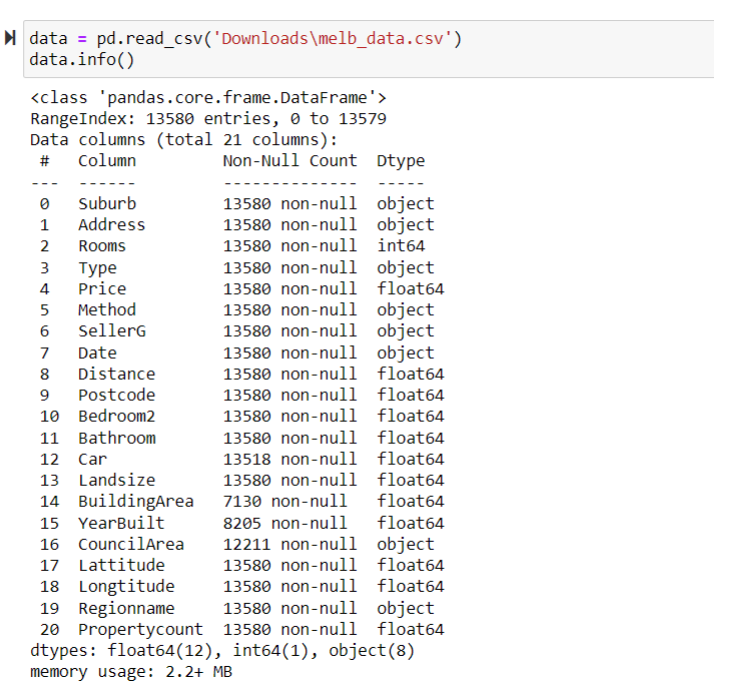 data = pd.read_csv('Downloads\melb_data.csv')
data.info()
<class 'pandas.core.frame.DataFrame'>
RangeIndex: 13580 entries, 0 to 13579
Data columns (total 21 columns):
 #   Column         Non-Null Count  Dtype
---  ------         --------------  -----
 0   Suburb         13580 non-null  object
 1   Address        13580 non-null  object
 2   Rooms          13580 non-null  int64
 3   Type           13580 non-null  object
 4   Price          13580 non-null  float64
 5   Method         13580 non-null  object
 6   SellerG        13580 non-null  object
 7   Date           13580 non-null  object
 8   Distance       13580 non-null  float64
 9   Postcode       13580 non-null  float64
 10  Bedroom2       13580 non-null  float64
 11  Bathroom       13580 non-null  float64
 12  Car            13518 non-null  float64
 13  Landsize       13580 non-null  float64
 14  BuildingArea   7130 non-null   float64
 15  YearBuilt      8205 non-null   float64
 16  CouncilArea    12211 non-null  object
 17  Lattitude      13580 non-null  float64
 18  Longtitude     13580 non-null  float64
 19  Regionname     13580 non-null  object
 20  Propertycount  13580 non-null  float64
dtypes: float64(12), int64(1), object(8)
memory usage: 2.2+ MB